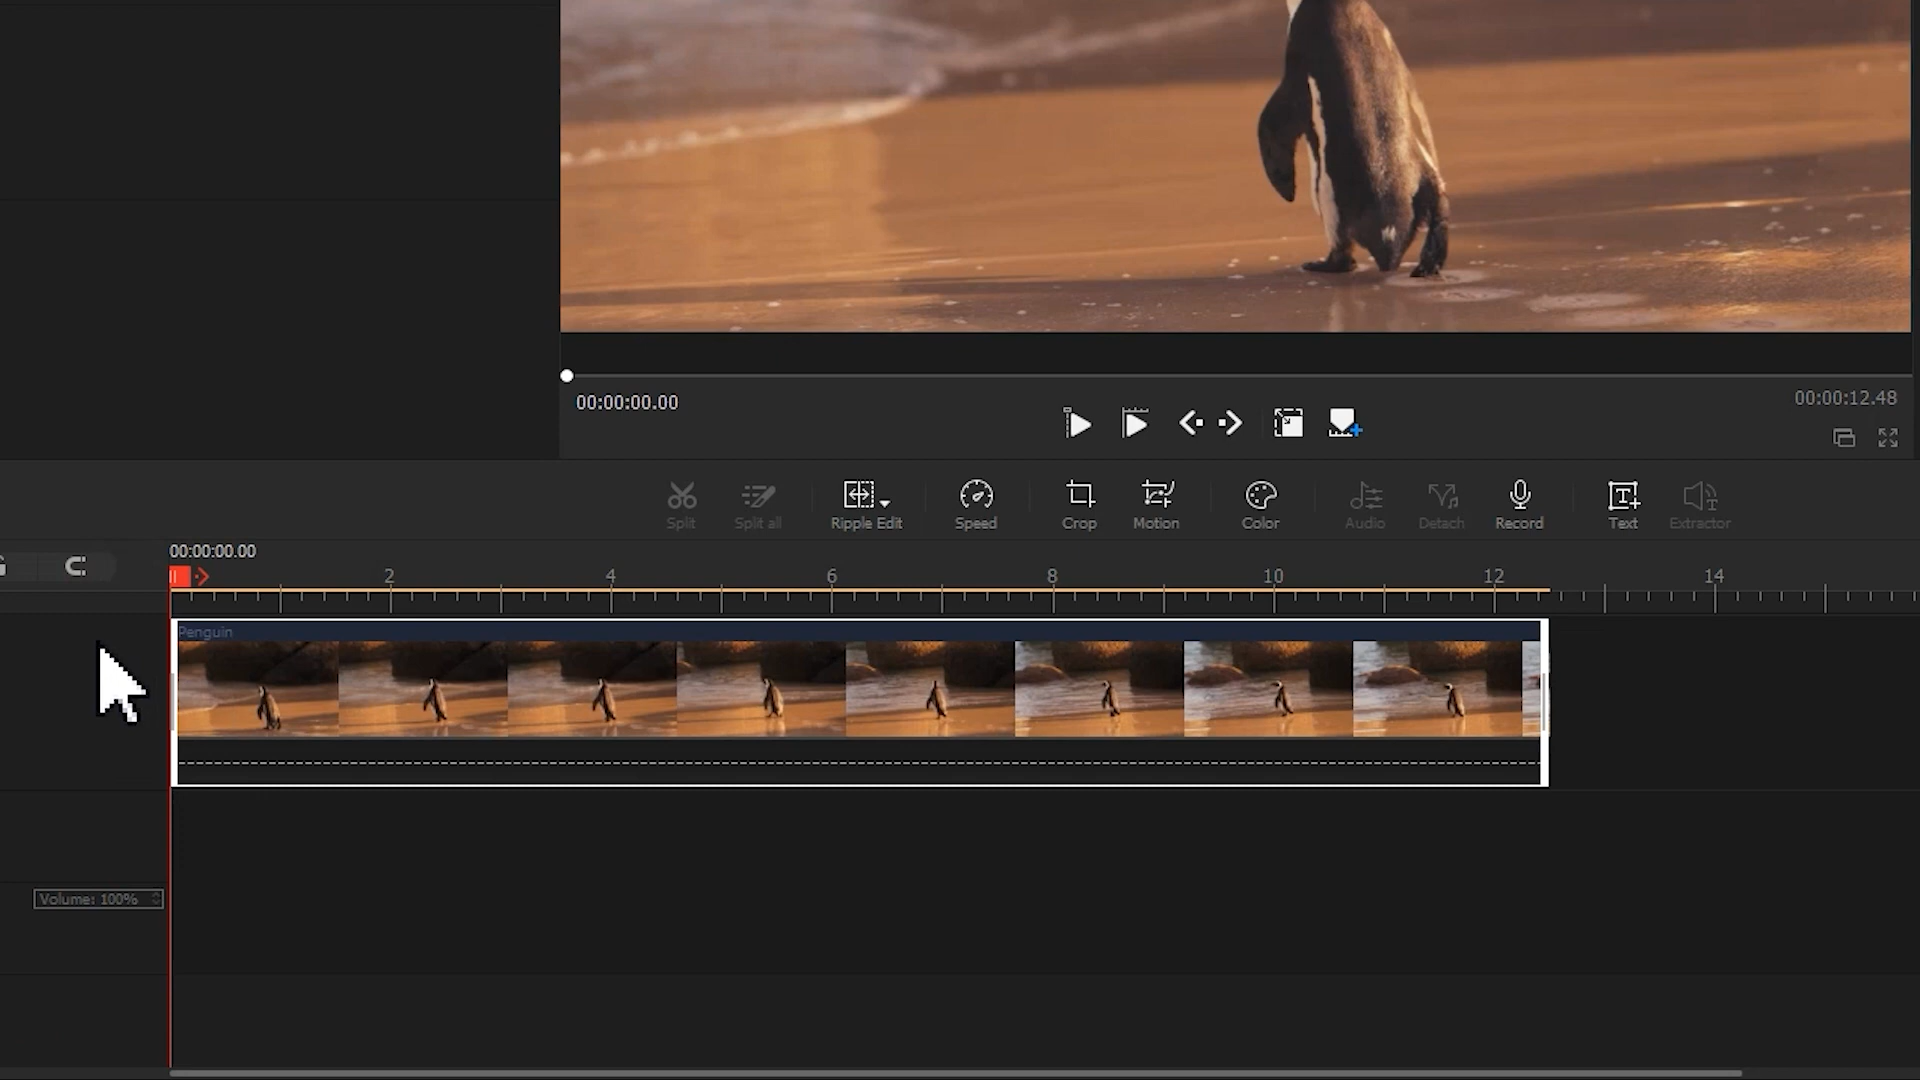 00:00:00.00
00:00:12.48
Split
Split all
Ripple Edit
Speed
Crop
Motion
Color
Audio
Detach
Record
Text
Extractor
00:00:00.00
2
4
6
8
10
12
14
Penguin
Volume: 100%